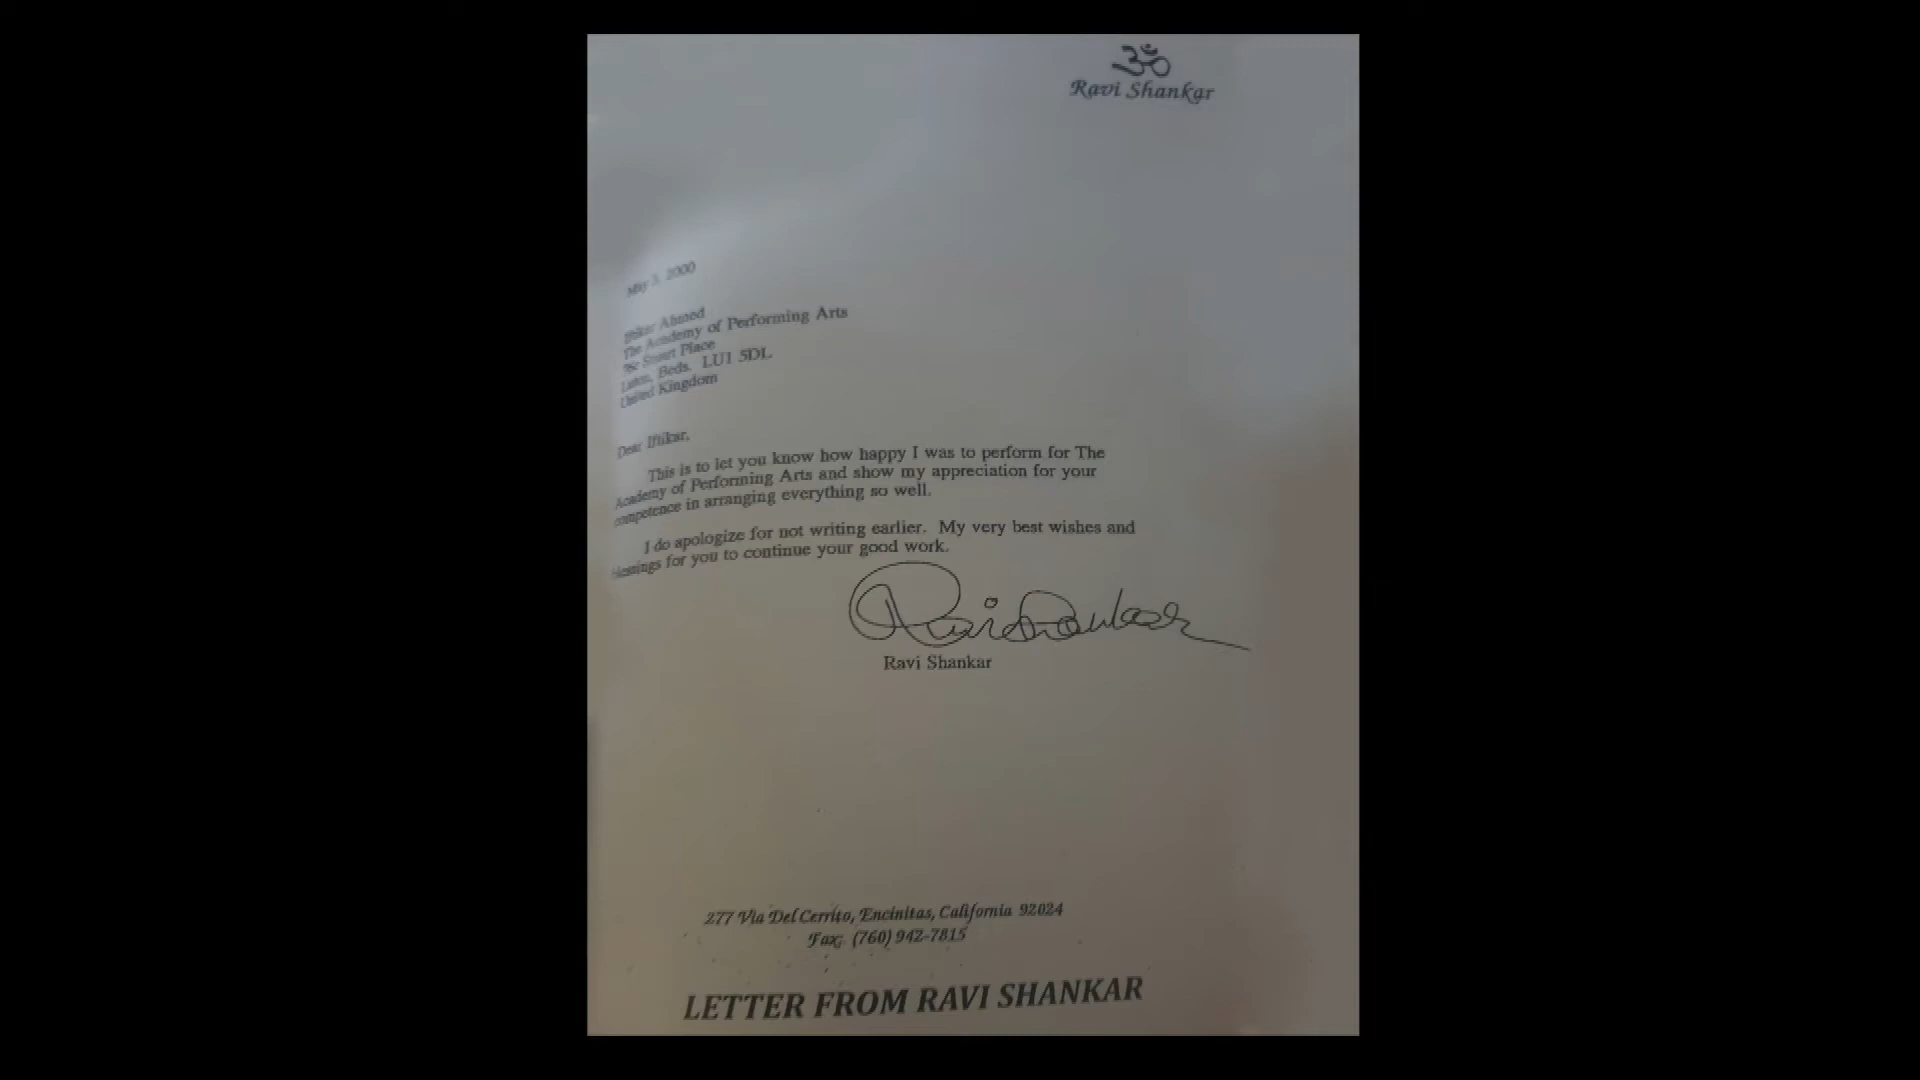 ॐ
Ravi Shankar
May 3, 2000
Iftikar Ahmed
The Academy of Performing Arts
Stuart Place
Luton, Beds. LU1 5DL
United Kingdom
Dear Iftikar,
This is to let you know how happy I was to perform for The
Academy of Performing Arts and show my appreciation for your
competence in arranging everything so well.
I do apologize for not writing earlier. My very best wishes and
blessings for you to continue your good work.
Ravi Shankar
Ravi Shankar
277 Via Del Cerrito, Encinitas, California 92024
Fax: (760) 942-7815
LETTER FROM RAVI SHANKAR